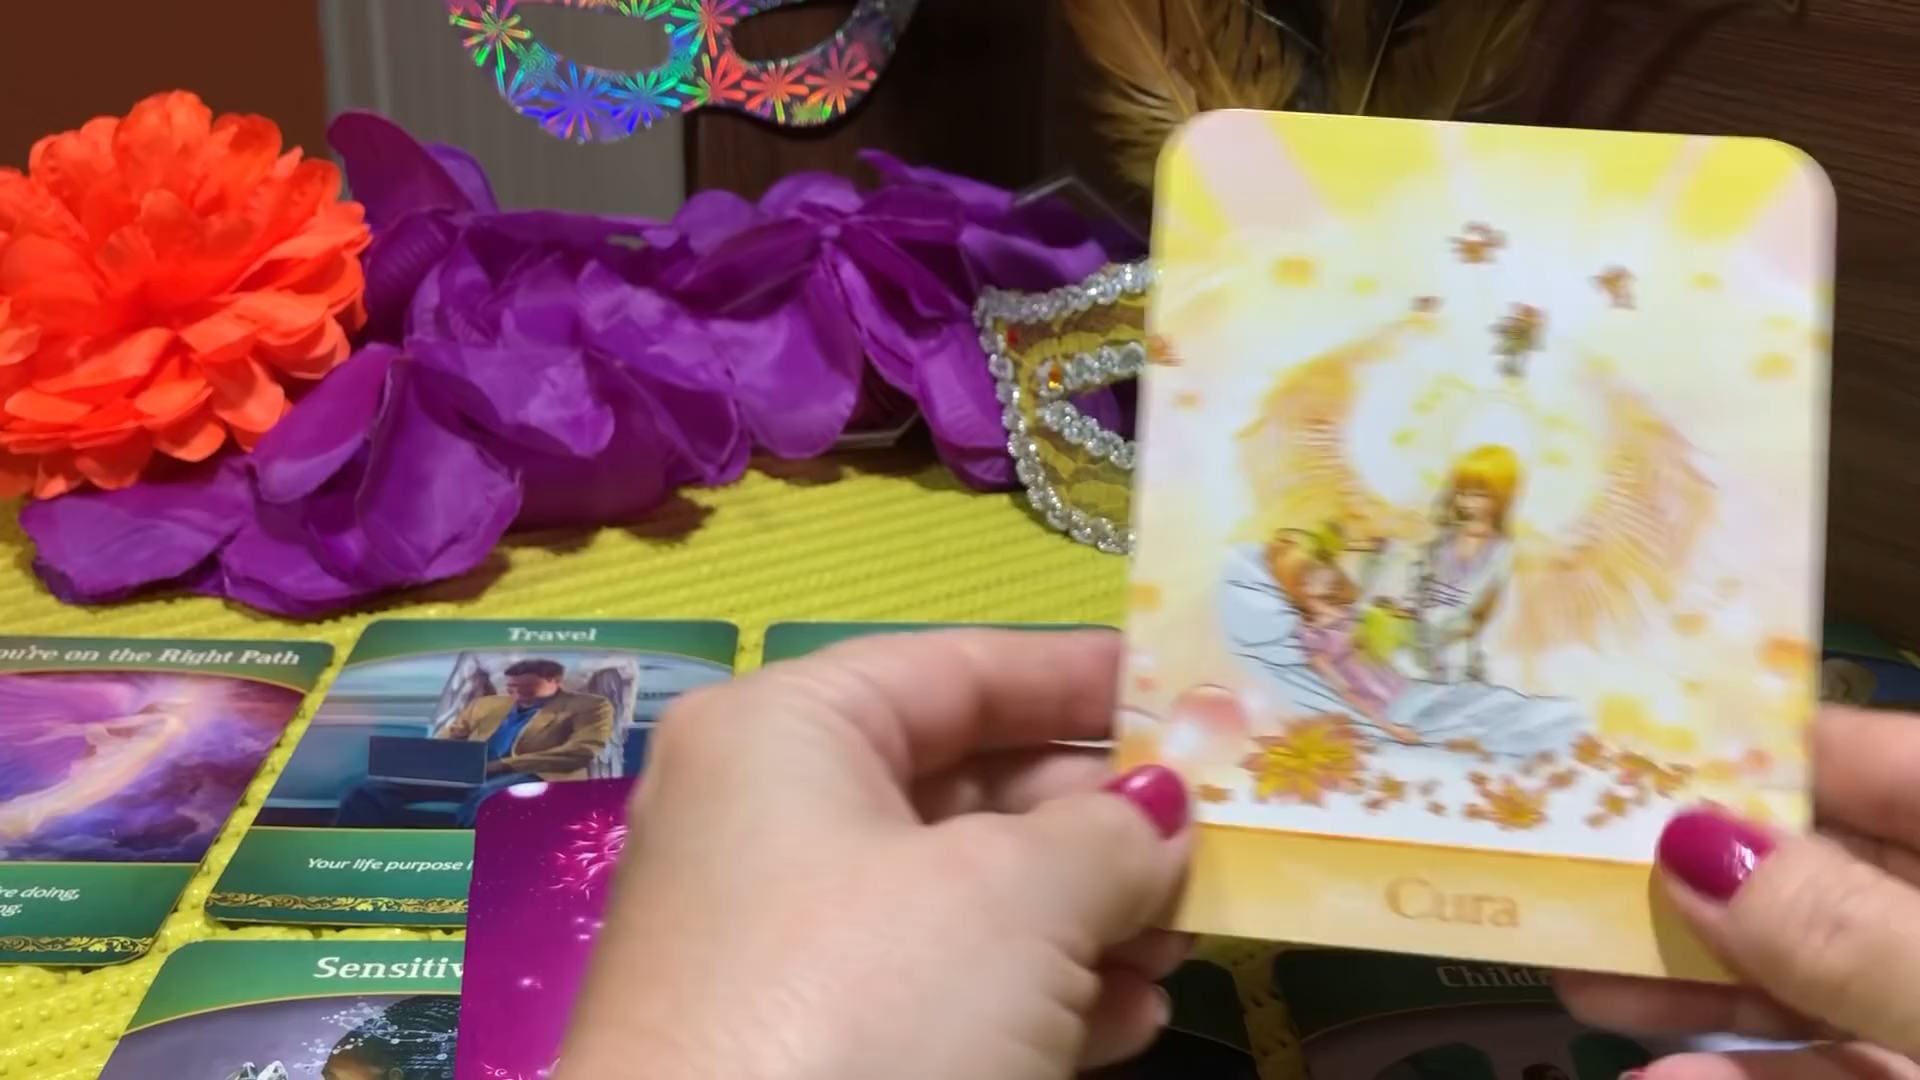 ou're on the Right Path
Travel
Your life purpose
're doing,
ng.
Sensitiv
Cura
Childr